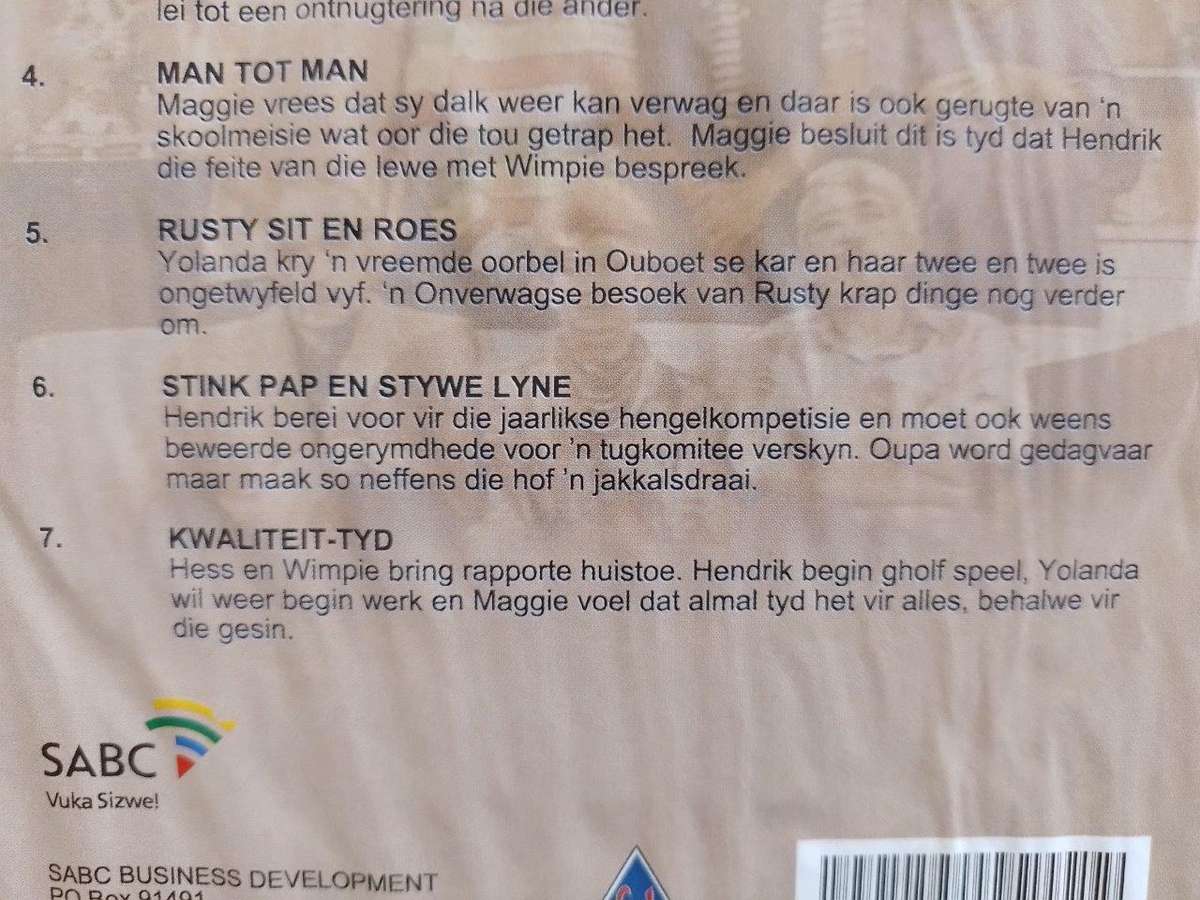 lei tot een ontnugtering na die ander.
4. MAN TOT MAN
Maggie vrees dat sy dalk weer kan verwag en daar is ook gerugte van 'n
skoolmeisie wat oor die tou getrap het. Maggie besluit dit is tyd dat Hendrik
die feite van die lewe met Wimpie bespreek.
5. RUSTY SIT EN ROES
Yolanda kry 'n vreemde oorbel in Ouboet se kar en haar twee en twee is
ongetwyfeld vyf. 'n Onverwagse besoek van Rusty krap dinge nog verder
om.
6. STINK PAP EN STYWE LYNE
Hendrik berei voor vir die jaarlikse hengelkompetisie en moet ook weens
beweerde ongerymdhede voor 'n tugkomitee verskyn. Oupa word gedagvaar
maar maak so neffens die hof 'n jakkalsdraai.
7. KWALITEIT-TYD
Hess en Wimpie bring rapporte huistoe. Hendrik begin gholf speel, Yolanda
wil weer begin werk en Maggie voel dat almal tyd het vir alles, behalwe vir
die gesin.
SABC
Vuka Sizwe!
SABC BUSINESS DEVELOPMENT
PO Box 91491